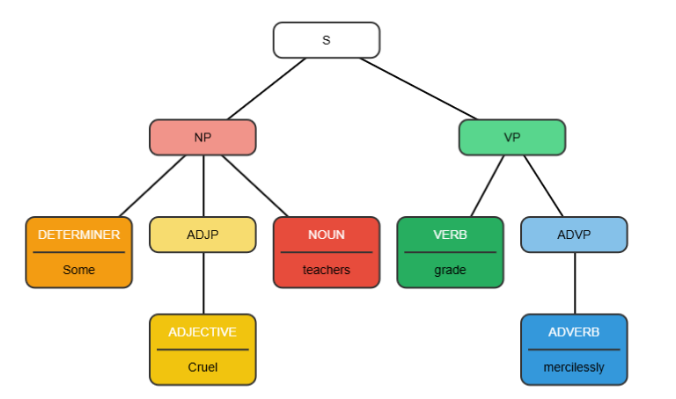 S
NP
VP
DETERMINER
Some
ADJP
NOUN
teachers
VERB
grade
ADVP
ADJECTIVE
Cruel
ADVERB
mercilessly